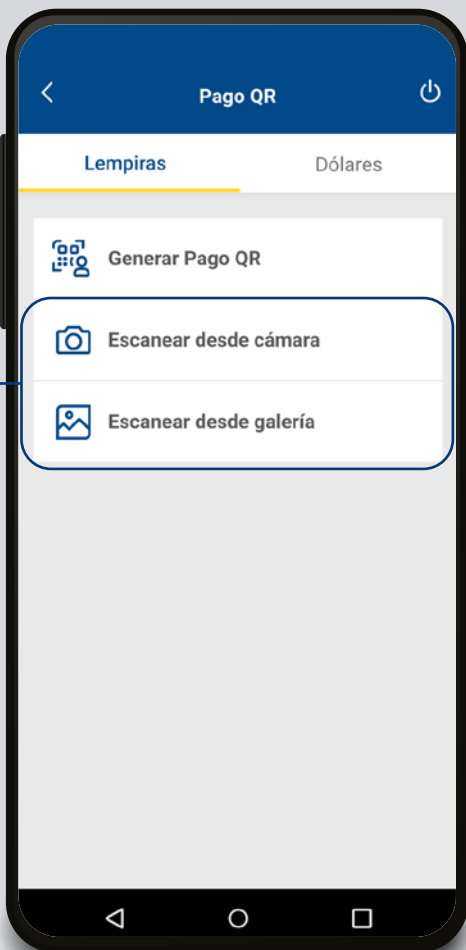 Pago QR
Lempiras Dólares
Generar Pago QR
Escanear desde cámara
Escanear desde galería